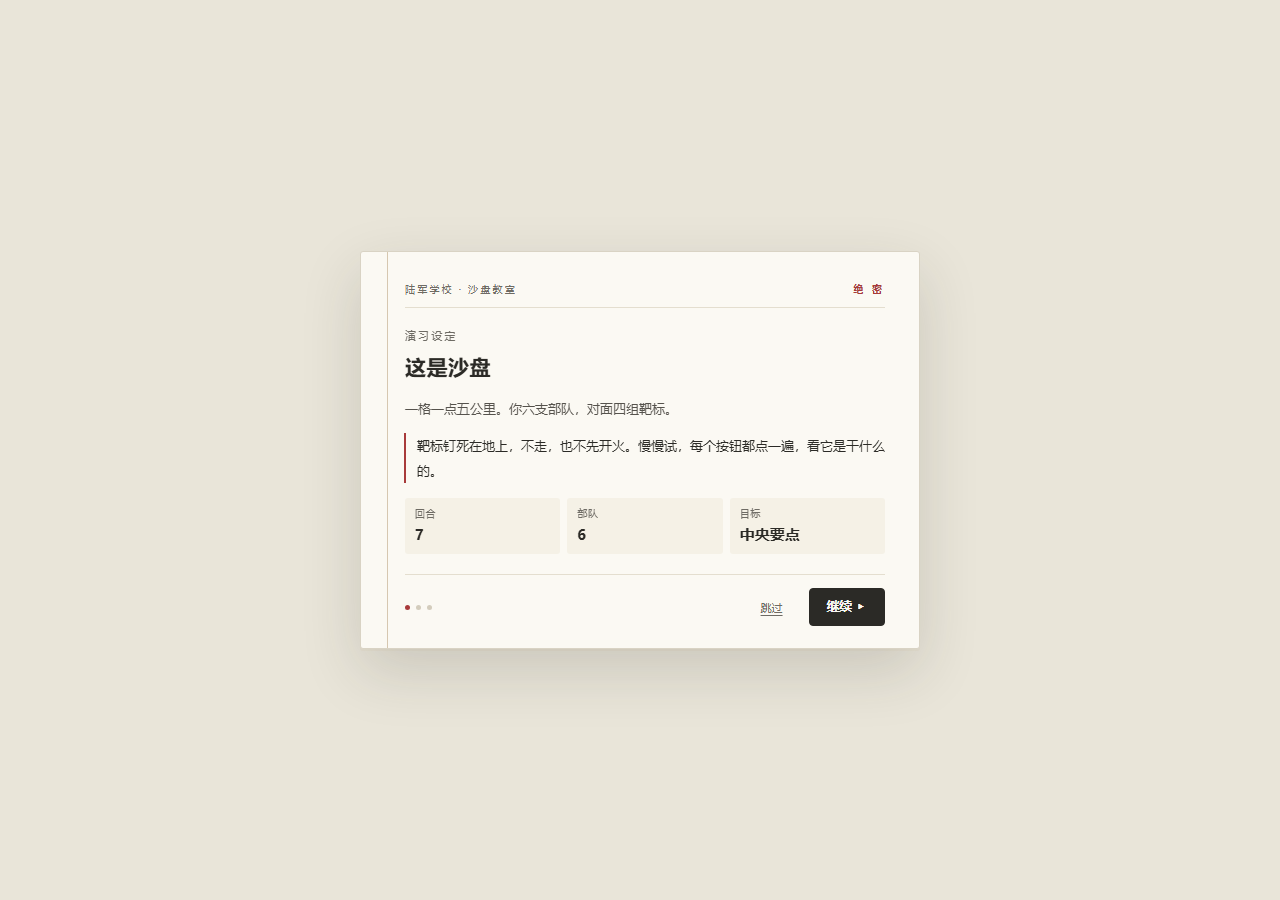 陆军学校 · 沙盘教室
绝 密
演习设定
这是沙盘
一格一点五公里。你六支部队，对面四组靶标。
靶标钉死在地上，不走，也不先开火。慢慢试，每个按钮都点一遍，看它是干什么
的。
回合
7
部队
6
目标
中央要点
跳过
继续 ▸